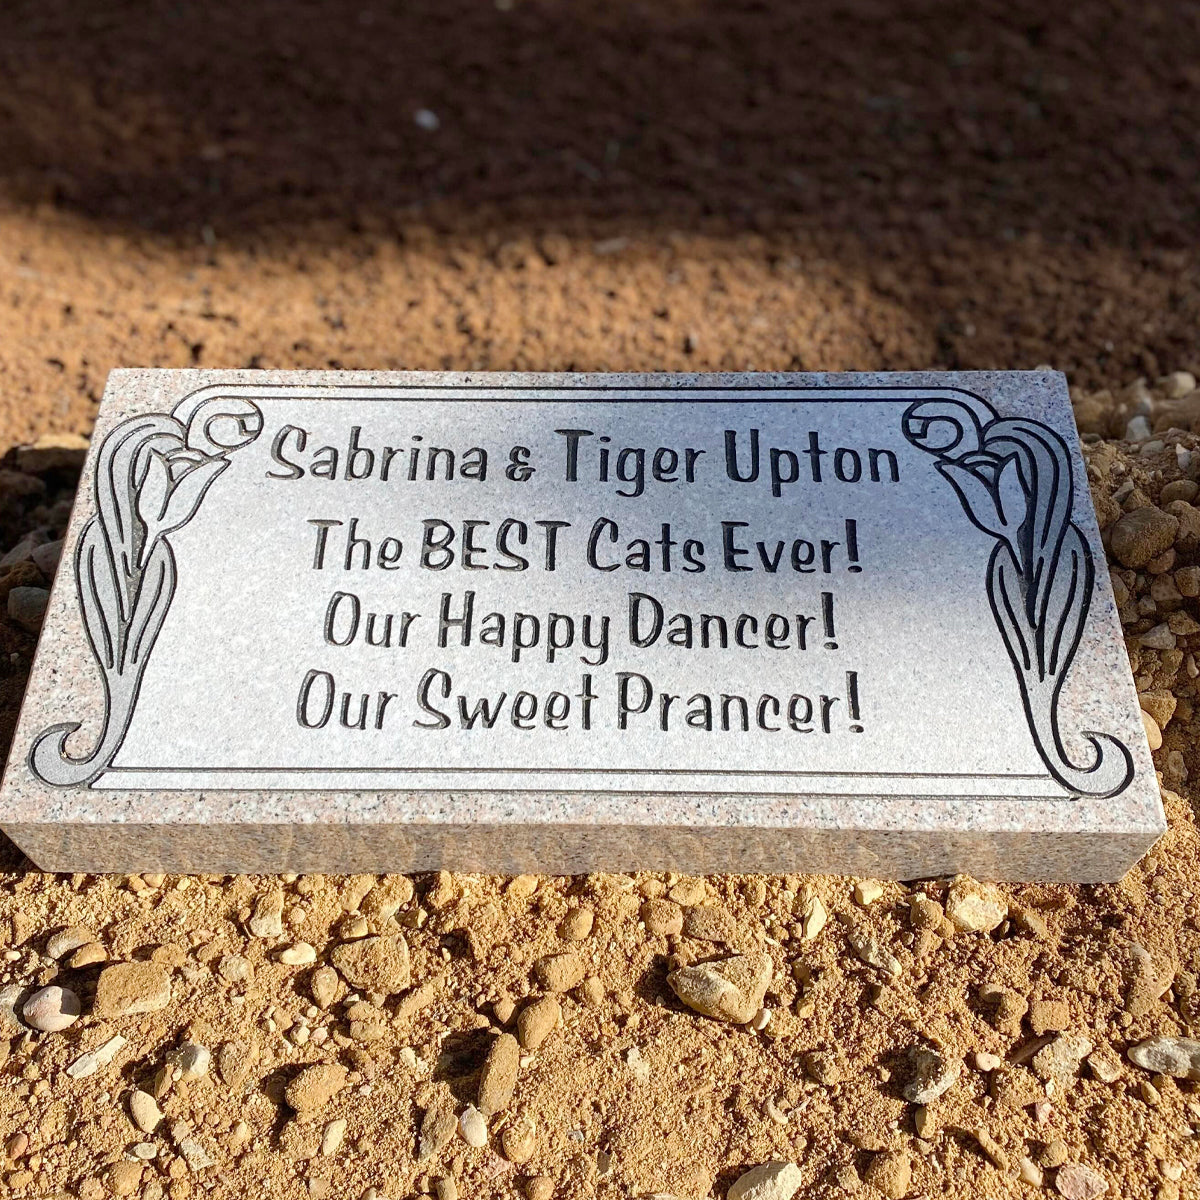 Sabrina & Tiger Upton
The BEST Cats Ever!
Our Happy Dancer!
Our Sweet Prancer!